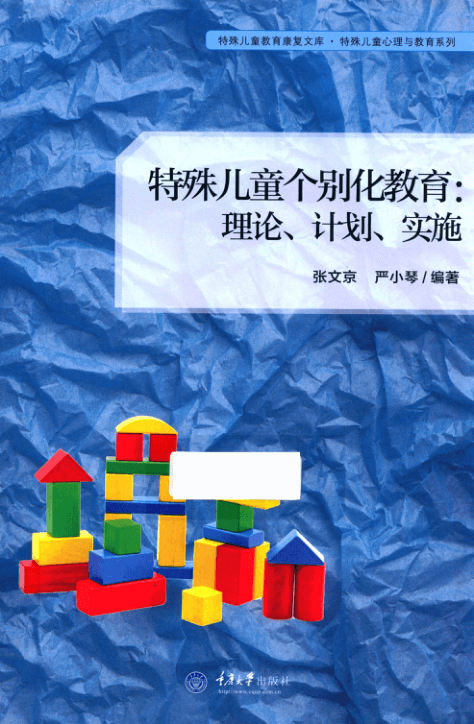 特殊儿童教育康复文库·特殊儿童心理与教育系列
特殊儿童个别化教育：
理论、计划、实施
张文京　严小琴/编著
重庆大学出版社
http://www.cqup.com.cn